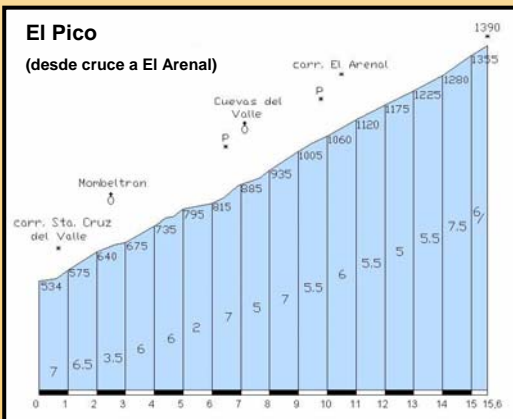 El Pico
(desde cruce a El Arenal)
1390
carr. El Arenal
1355
P
1280
Cuevas del
Valle
1225
P
1175
1120
1060
1005
Mombeltran
935
885
carr. Sta. Cruz
del Valle
815
795
735
675
640
575
534
7 6.5 3.5 6 6 2 7 5 7 5.5 6 5.5 5 5.5 7.5 6/
0 1 2 3 4 5 6 7 8 9 10 11 12 13 14 15 15,6